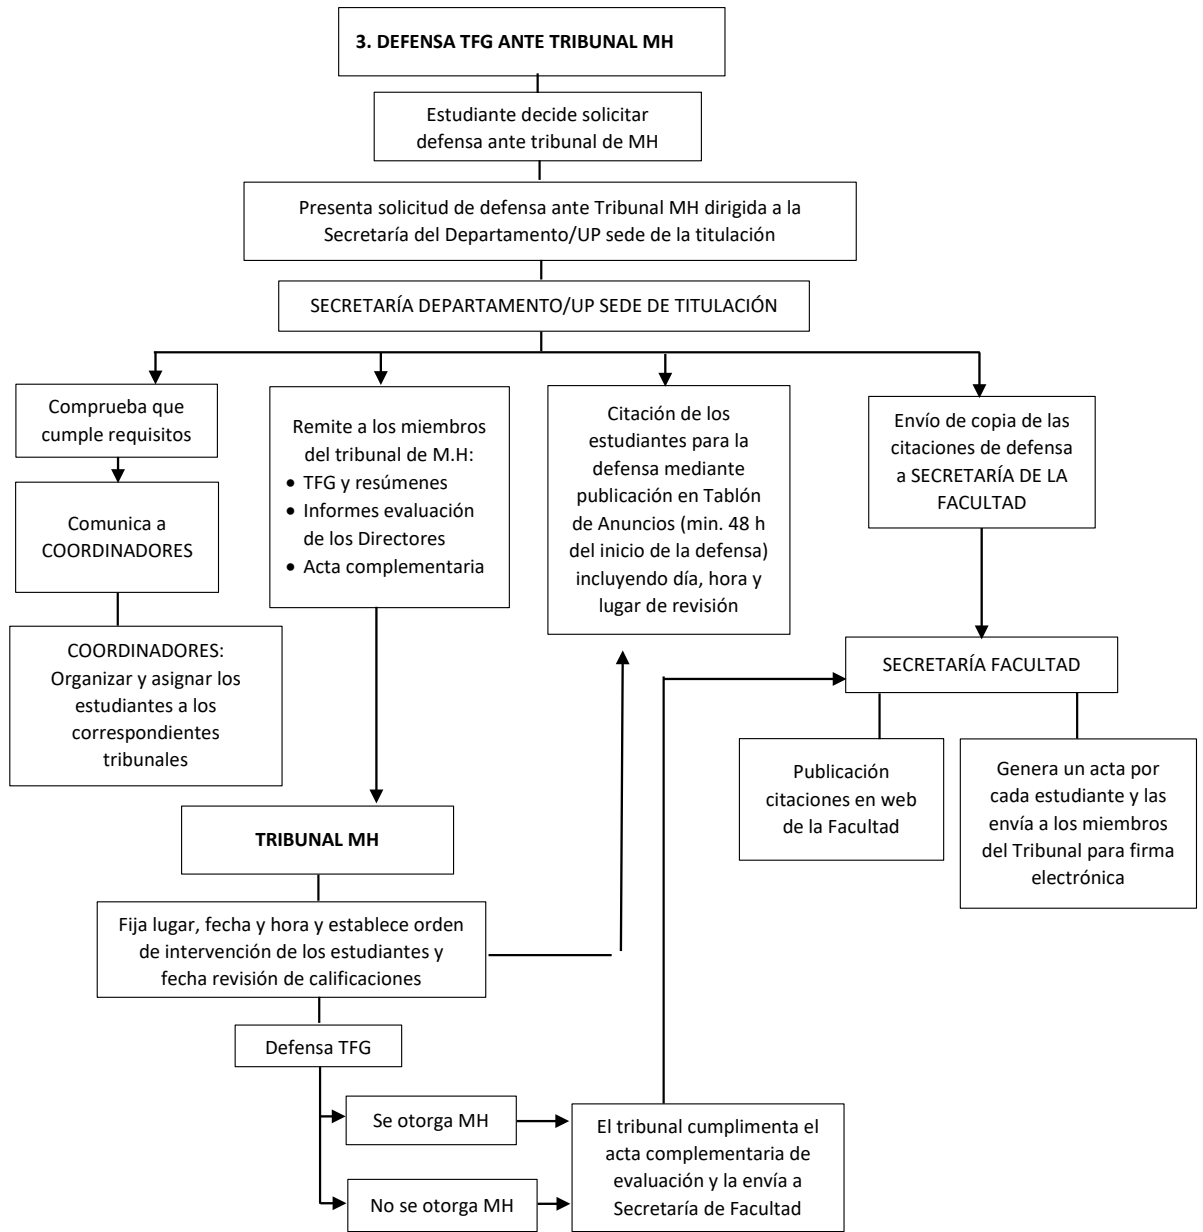 3. DEFENSA TFG ANTE TRIBUNAL MH
Estudiante decide solicitar
defensa ante tribunal de MH
Presenta solicitud de defensa ante Tribunal MH dirigida a la
Secretaría del Departamento/UP sede de la titulación
SECRETARÍA DEPARTAMENTO/UP SEDE DE TITULACIÓN
Comprueba que
cumple requisitos
Comunica a
COORDINADORES
COORDINADORES:
Organizar y asignar los
estudiantes a los
correspondientes
tribunales
Remite a los miembros
del tribunal de M.H:
• TFG y resúmenes
• Informes evaluación
de los Directores
• Acta complementaria
Citación de los
estudiantes para la
defensa mediante
publicación en Tablón
de Anuncios (min. 48 h
del inicio de la defensa)
incluyendo día, hora y
lugar de revisión
Envío de copia de las
citaciones de defensa
a SECRETARÍA DE LA
FACULTAD
SECRETARÍA FACULTAD
Publicación
citaciones en web
de la Facultad
Genera un acta por
cada estudiante y las
envía a los miembros
del Tribunal para firma
electrónica
TRIBUNAL MH
Fija lugar, fecha y hora y establece orden
de intervención de los estudiantes y
fecha revisión de calificaciones
Defensa TFG
Se otorga MH
No se otorga MH
El tribunal cumplimenta el
acta complementaria de
evaluación y la envía a
Secretaría de Facultad